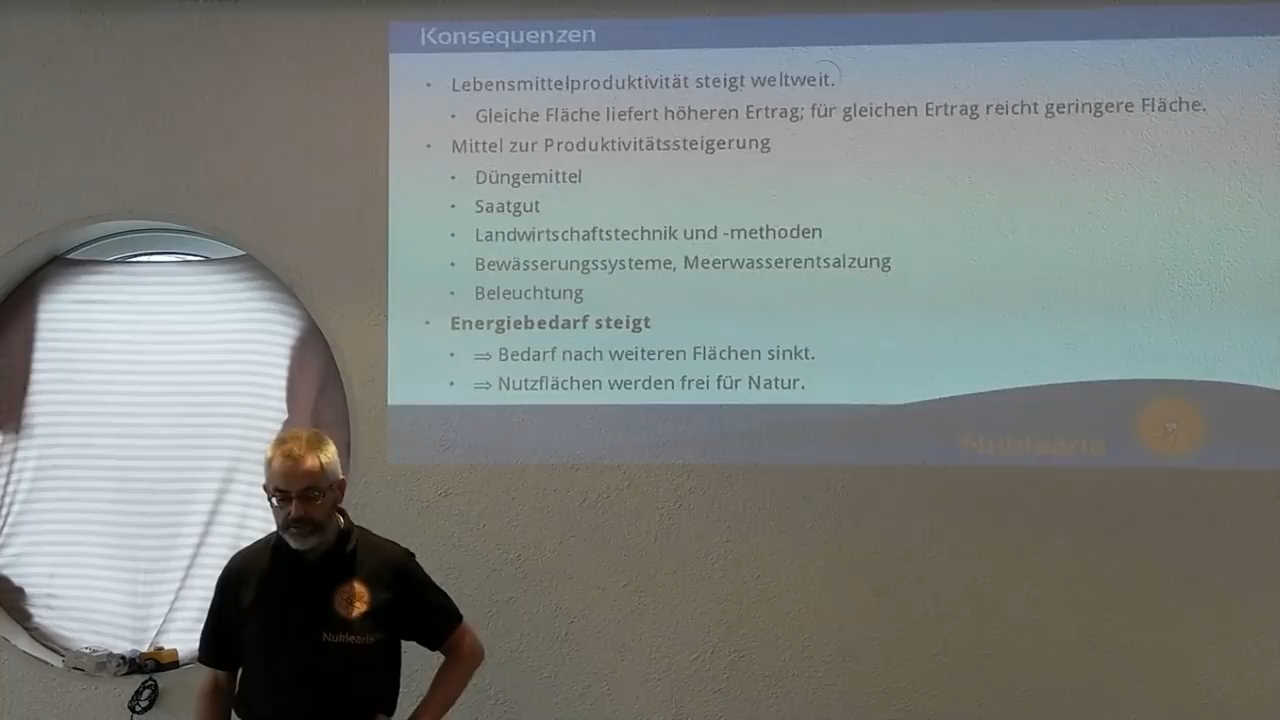 Konsequenzen
• Lebensmittelproduktivität steigt weltweit.
• Gleiche Fläche liefert höheren Ertrag; für gleichen Ertrag reicht geringere Fläche.
• Mittel zur Produktivitätssteigerung
• Düngemittel
• Saatgut
• Landwirtschaftstechnik und -methoden
• Bewässerungssysteme, Meerwasserentsalzung
• Beleuchtung
• Energiebedarf steigt
• ⇒ Bedarf nach weiteren Flächen sinkt.
• ⇒ Nutzflächen werden frei für Natur.
Nuklearia
Nuklearia